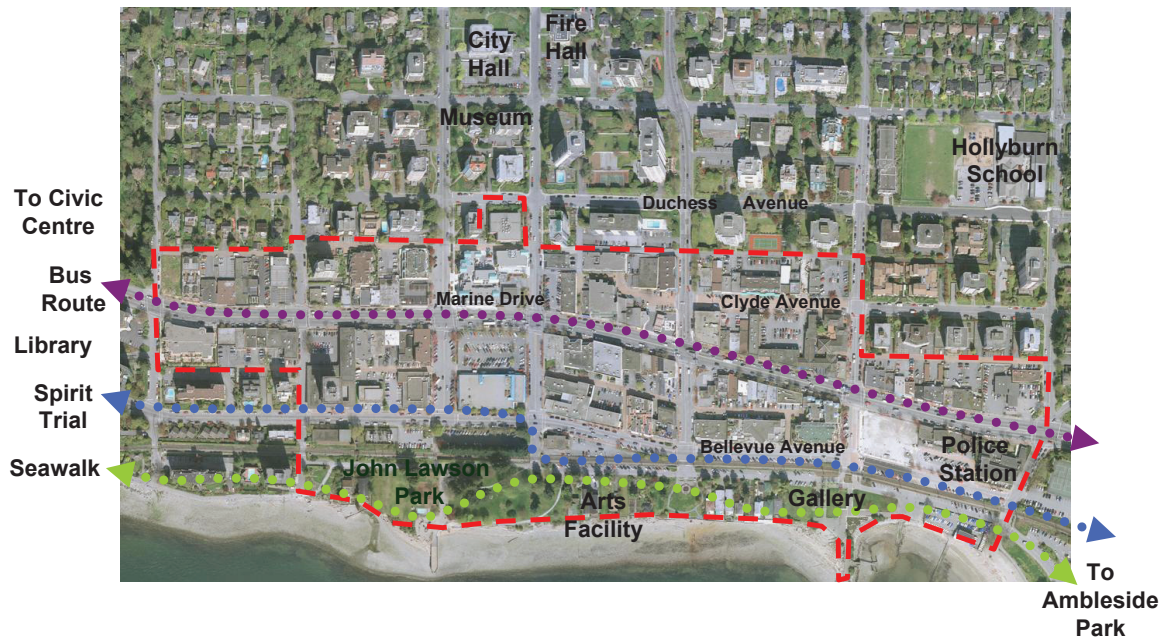 City
Hall
Fire
Hall
Museum
Hollyburn
School
To Civic
Centre
Duchess Avenue
Bus
Route
Marine Drive
Clyde Avenue
Library
Spirit
Trial
Bellevue Avenue
Police
Station
Seawalk
John Lawson
Park
Arts
Facility
Gallery
To
Ambleside
Park